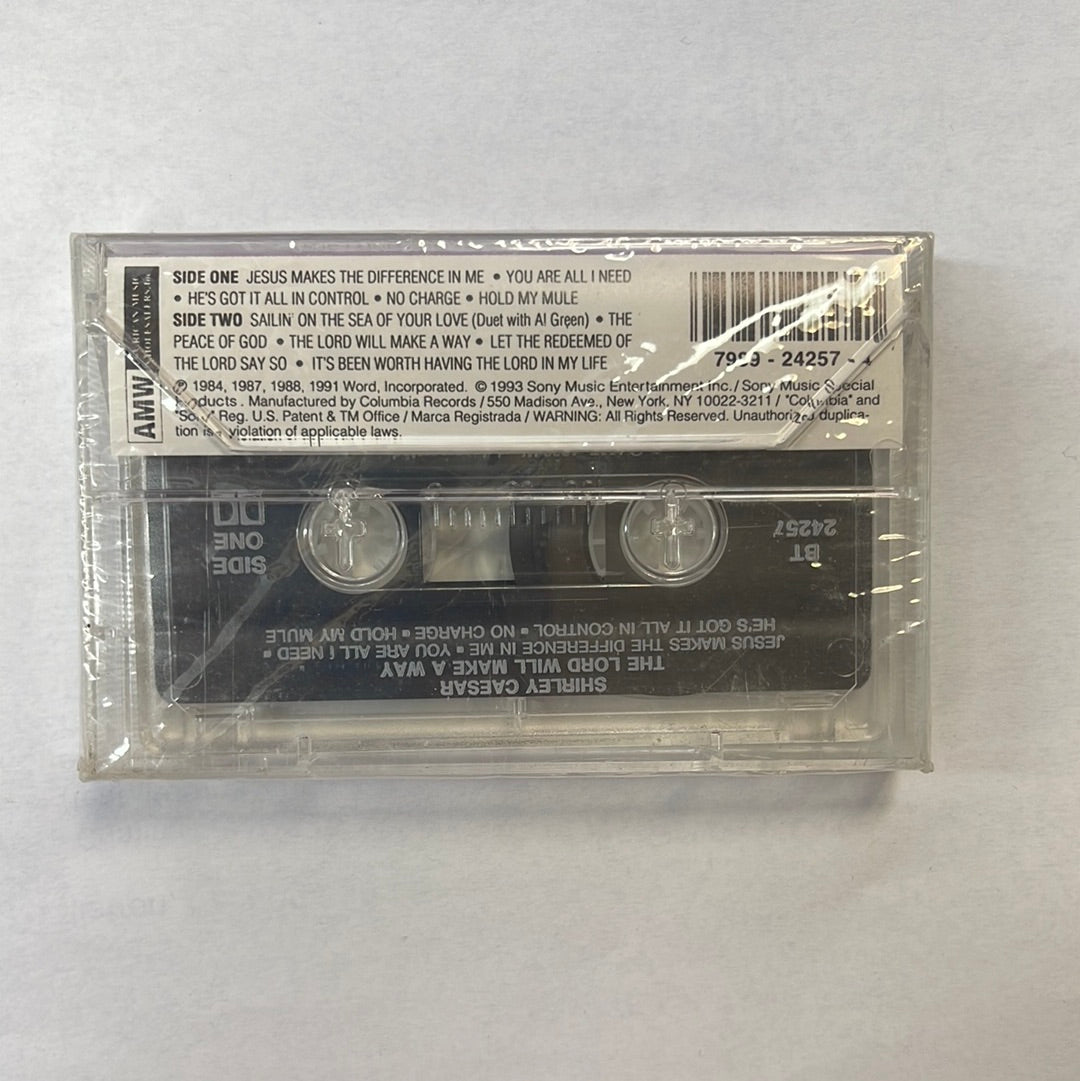 SIDE ONE JESUS MAKES THE DIFFERENCE IN ME • YOU ARE ALL I NEED
• HE'S GOT IT ALL IN CONTROL • NO CHARGE • HOLD MY MULE
SIDE TWO SAILIN' ON THE SEA OF YOUR LOVE (Duet with Al Green) • THE
PEACE OF GOD • THE LORD WILL MAKE A WAY • LET THE REDEEMED OF
THE LORD SAY SO • IT'S BEEN WORTH HAVING THE LORD IN MY LIFE
℗ 1984, 1987, 1988, 1991 Word, Incorporated. © 1993 Sony Music Entertainment Inc. / Sony Music Special
Products. Manufactured by Columbia Records / 550 Madison Ave., New York, NY 10022-3211 / "Columbia" and
"Sony" Reg. U.S. Patent & TM Office / Marca Registrada / WARNING: All Rights Reserved. Unauthorized duplica-
tion is a violation of applicable laws.
AMW
7999 - 24257 - 4
SHIRLEY CAESAR
THE LORD WILL MAKE A WAY
JESUS MAKES THE DIFFERENCE IN ME • YOU ARE ALL I NEED •
HE'S GOT IT ALL IN CONTROL • NO CHARGE • HOLD MY MULE
BT
24257
SIDE
ONE